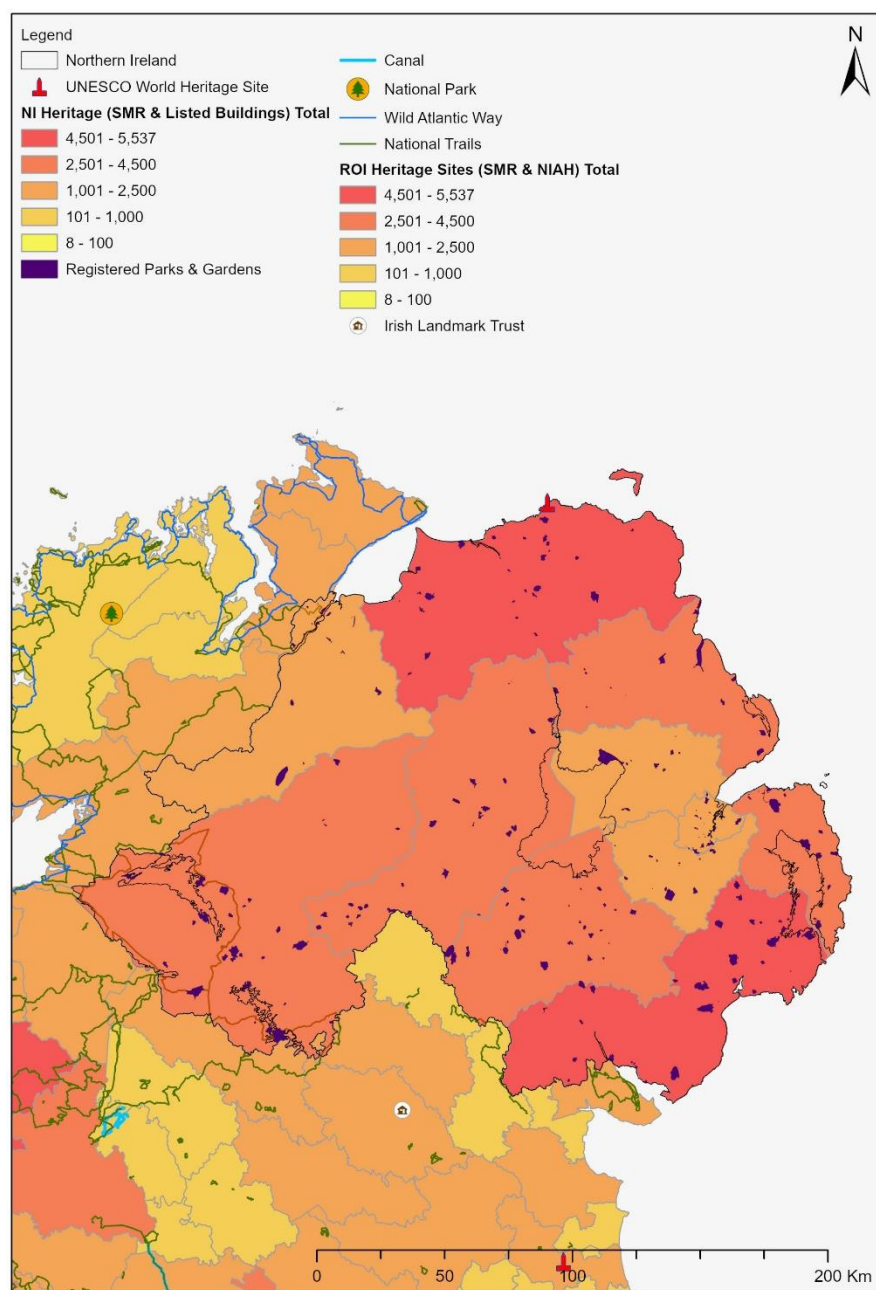 Legend
Northern Ireland
UNESCO World Heritage Site
NI Heritage (SMR & Listed Buildings) Total
4,501 - 5,537
2,501 - 4,500
1,001 - 2,500
101 - 1,000
8 - 100
Registered Parks & Gardens
Canal
National Park
Wild Atlantic Way
National Trails
ROI Heritage Sites (SMR & NIAH) Total
4,501 - 5,537
2,501 - 4,500
1,001 - 2,500
101 - 1,000
8 - 100
Irish Landmark Trust
N
0 50 100 200 Km